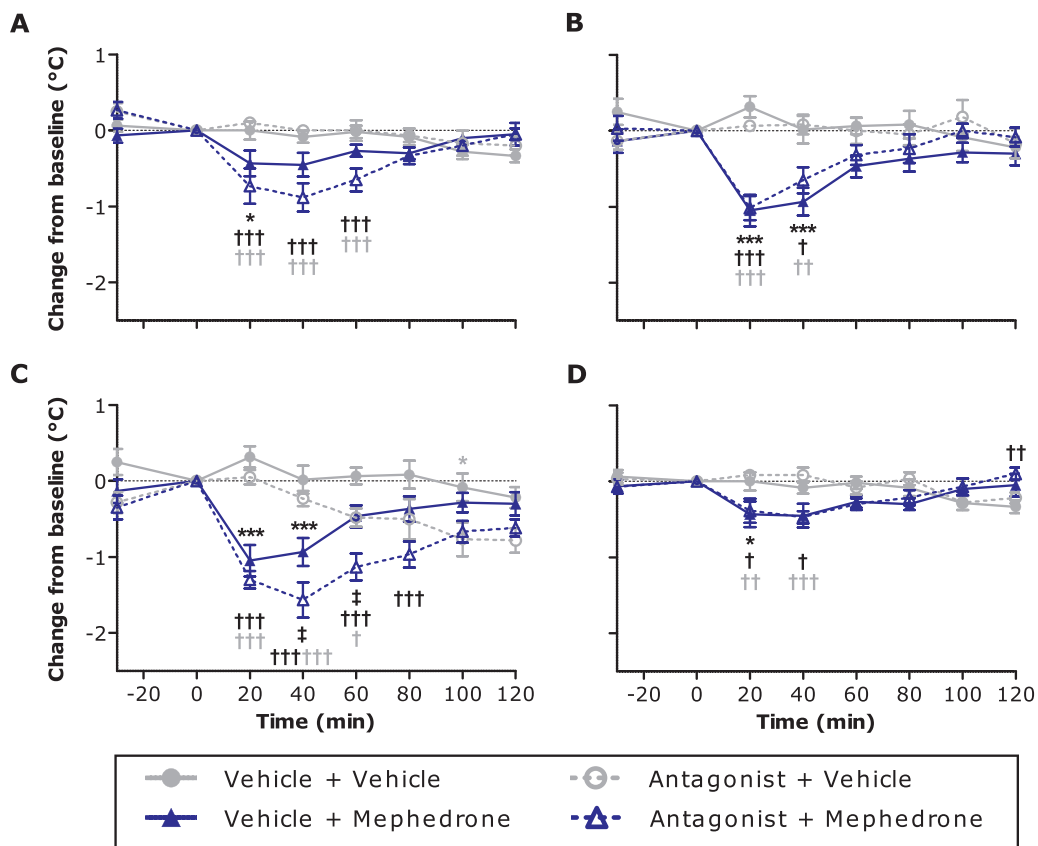 A
B
Change from baseline (°C)
1
0
-1
-2
*
†††
†††
†††
†††
†††
†††
***
†††
†††
***
†
††
C
D
Change from baseline (°C)
1
0
-1
-2
***
***
*
†††
†††
‡
††††††
‡
†††
†
†††
*
†
††
†
†††
††
-20 0 20 40 60 80 100 120
-20 0 20 40 60 80 100 120
Time (min)
Time (min)
Vehicle + Vehicle
Antagonist + Vehicle
Vehicle + Mephedrone
Antagonist + Mephedrone